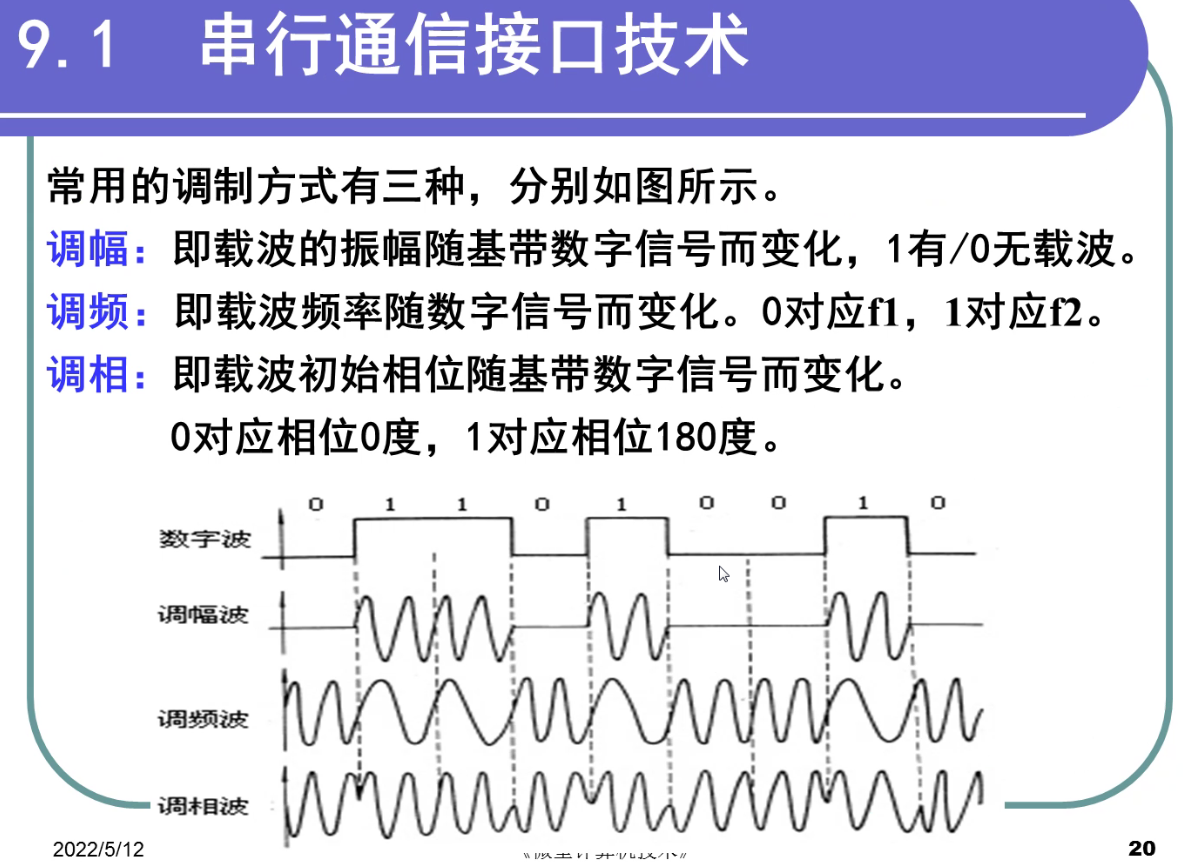 9.1 串行通信接口技术
常用的调制方式有三种，分别如图所示。
调幅：即载波的振幅随基带数字信号而变化，1有/0无载波。
调频：即载波频率随数字信号而变化。0对应f1，1对应f2。
调相：即载波初始相位随基带数字信号而变化。
0对应相位0度，1对应相位180度。
0 1 1 0 1 0 0 1 0
数字波
调幅波
调频波
调相波
2022/5/12
《微型计算机技术》
20